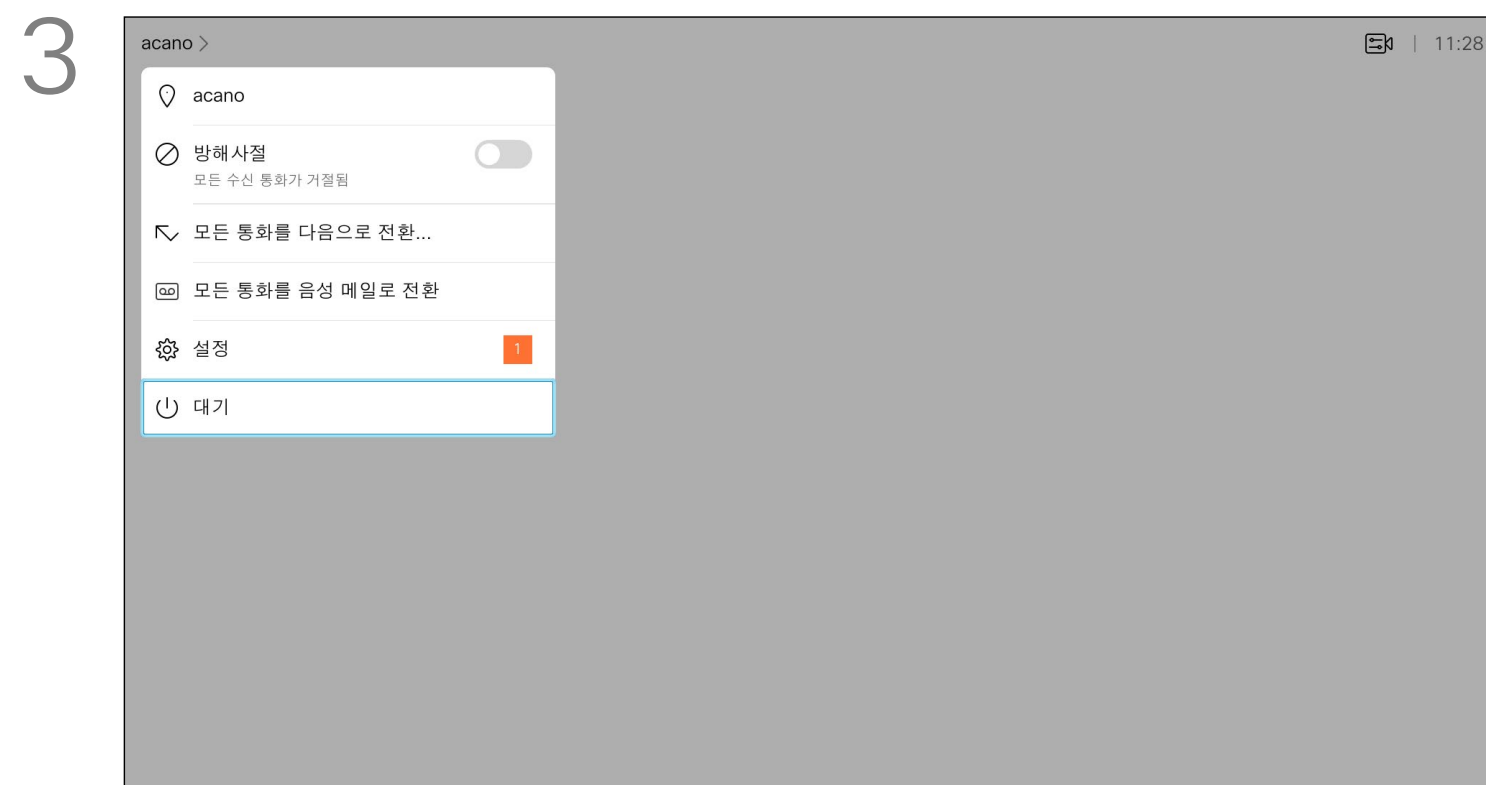 3
acano >
11:28
acano
방해사절
모든 수신 통화가 거절됨
모든 통화를 다음으로 전환...
모든 통화를 음성 메일로 전환
설정
1
대기